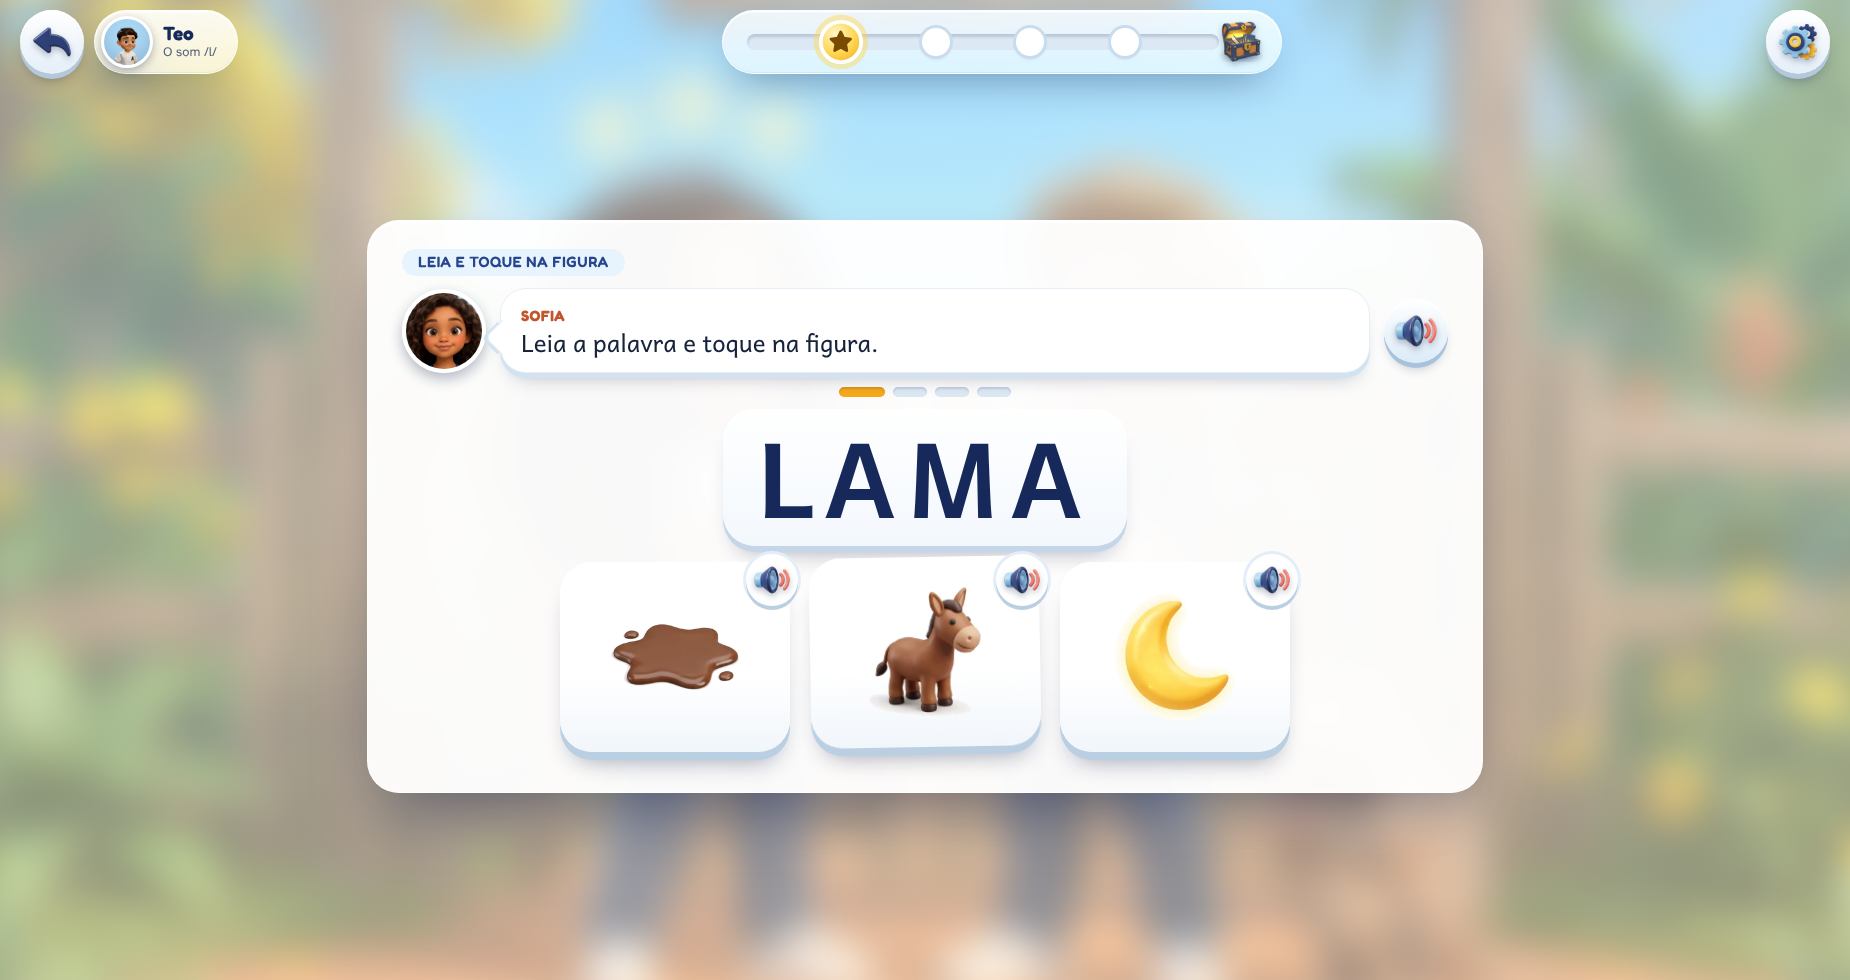 Teo
O som /l/
LEIA E TOQUE NA FIGURA
SOFIA
Leia a palavra e toque na figura.
LAMA